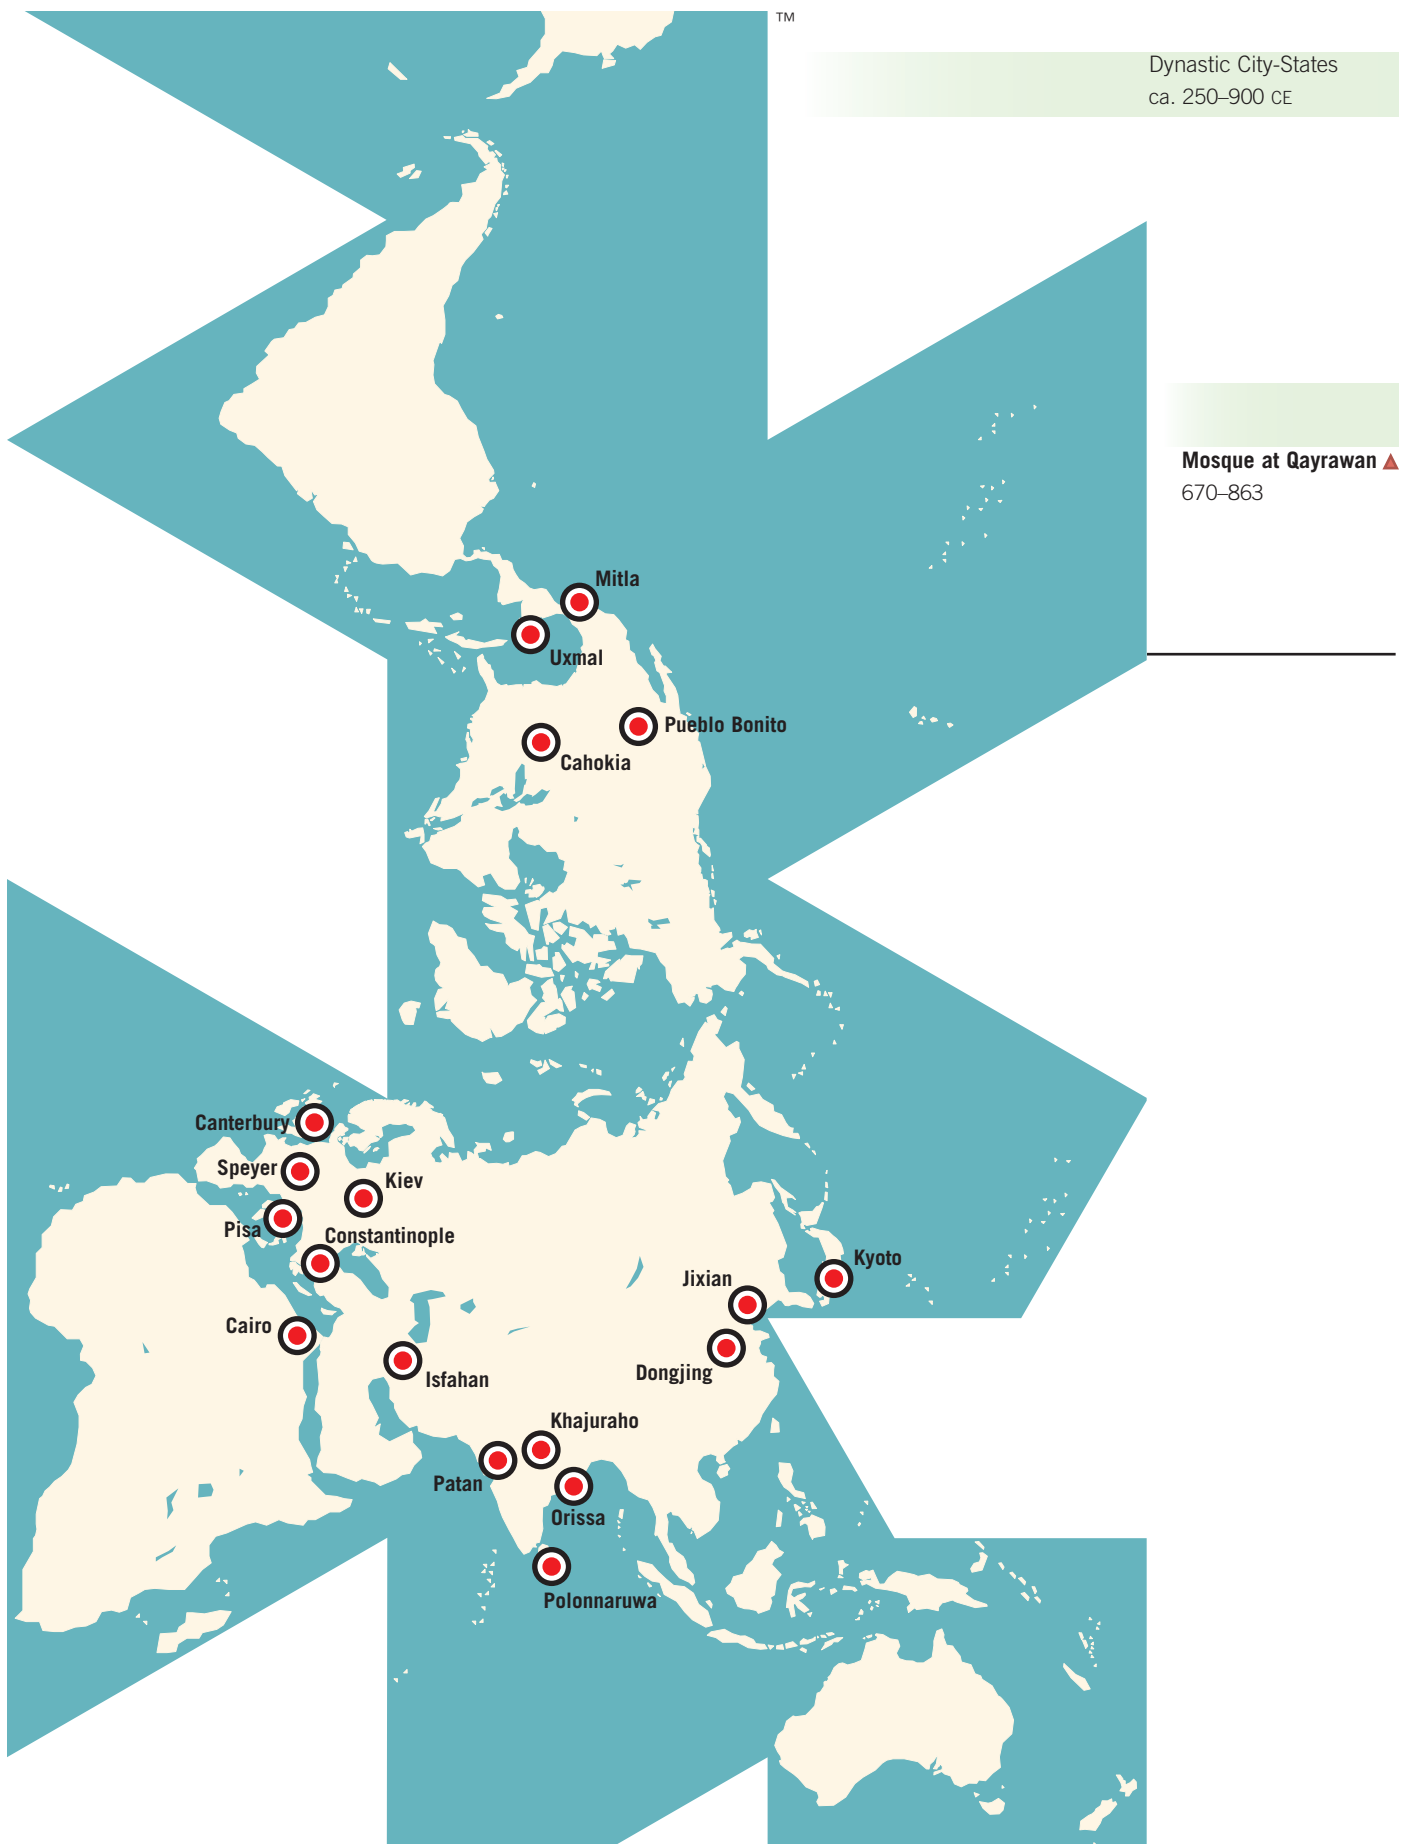 TM
Dynastic City-States
ca. 250–900 CE
Mosque at Qayrawan
670–863
Mitla
Uxmal
Pueblo Bonito
Cahokia
Canterbury
Speyer
Kiev
Pisa
Constantinople
Kyoto
Jixian
Cairo
Dongjing
Isfahan
Khajuraho
Patan
Orissa
Polonnaruwa